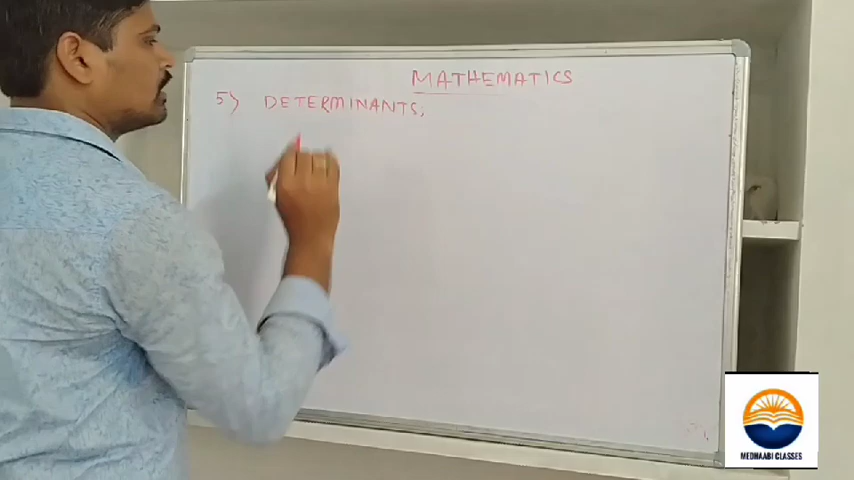 MATHEMATICS
5) DETERMINANTS,
MEDHAABI CLASSES